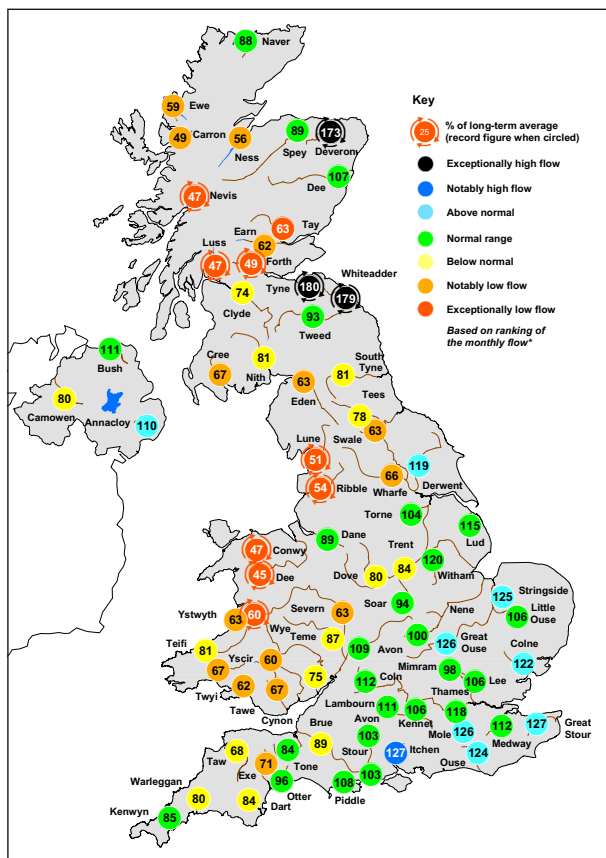 88 Naver
59 Ewe
49 Carron
56
Ness
89
Spey
173
Deveron
107
Dee
Key
25
% of long-term average
(record figure when circled)
Exceptionally high flow
Notably high flow
Above normal
Normal range
Below normal
Notably low flow
Exceptionally low flow
Based on ranking of
the monthly flow*
Nevis
47
Earn
63
Tay
62
Luss
47
49
Forth
Whiteadder
Tyne
180
179
74
Clyde
93
Tweed
Cree
67
81
Nith
South
Tyne
81
63
Eden
Tees
78
Swale
63
111
Bush
80
Camowen
Annacloy
110
Lune
51
54
Ribble
66
Wharfe
119
Derwent
Torne
104
115
Lud
89
Dane
47
Conwy
45
Dee
Trent
84
120
Witham
Dove
80
Soar
94
Nene
125
Stringside
106
Little
Ouse
Ystwyth
63
60
Wye
Severn
63
Teme
87
Teifi
81
Yscir
60
67
Twyi
62
Tawe
67
Cynon
75
109
Avon
100
126
Great
Ouse
Colne
122
Mimram
98
106
Lee
112
Coln
Thames
Lambourn
111
106
Kennet
118
Mole
126
112
Medway
127
Great
Stour
Avon
103
Stour
127
Itchen
124
Ouse
Brue
89
84
Tone
Taw
68
Exe
71
96
Otter
108
Piddle
103
Warleggan
80
84
Dart
Kenwyn
85